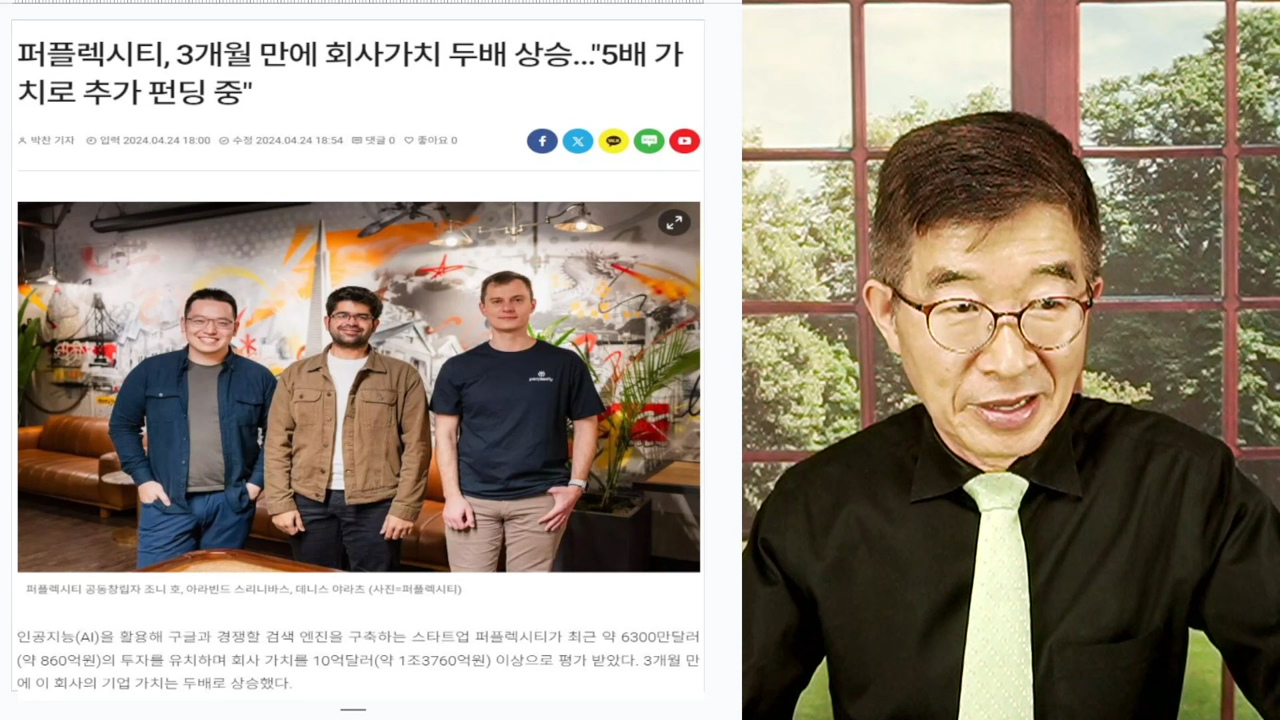 퍼플렉시티, 3개월 만에 회사가치 두배 상승..."5배 가
치로 추가 펀딩 중"
박찬 기자 입력 2024.04.24 18:00 수정 2024.04.24 18:54 댓글 0 좋아요 0
TALK
perplexity
퍼플렉시티 공동창립자 조니 호, 아라빈드 스리니바스, 데니스 야라츠 (사진=퍼플렉시티)
인공지능(AI)을 활용해 구글과 경쟁할 검색 엔진을 구축하는 스타트업 퍼플렉시티가 최근 약 6300만달러
(약 860억원)의 투자를 유치하며 회사 가치를 10억달러(약 1조3760억원) 이상으로 평가 받았다. 3개월 만
에 이 회사의 기업 가치는 두배로 상승했다.